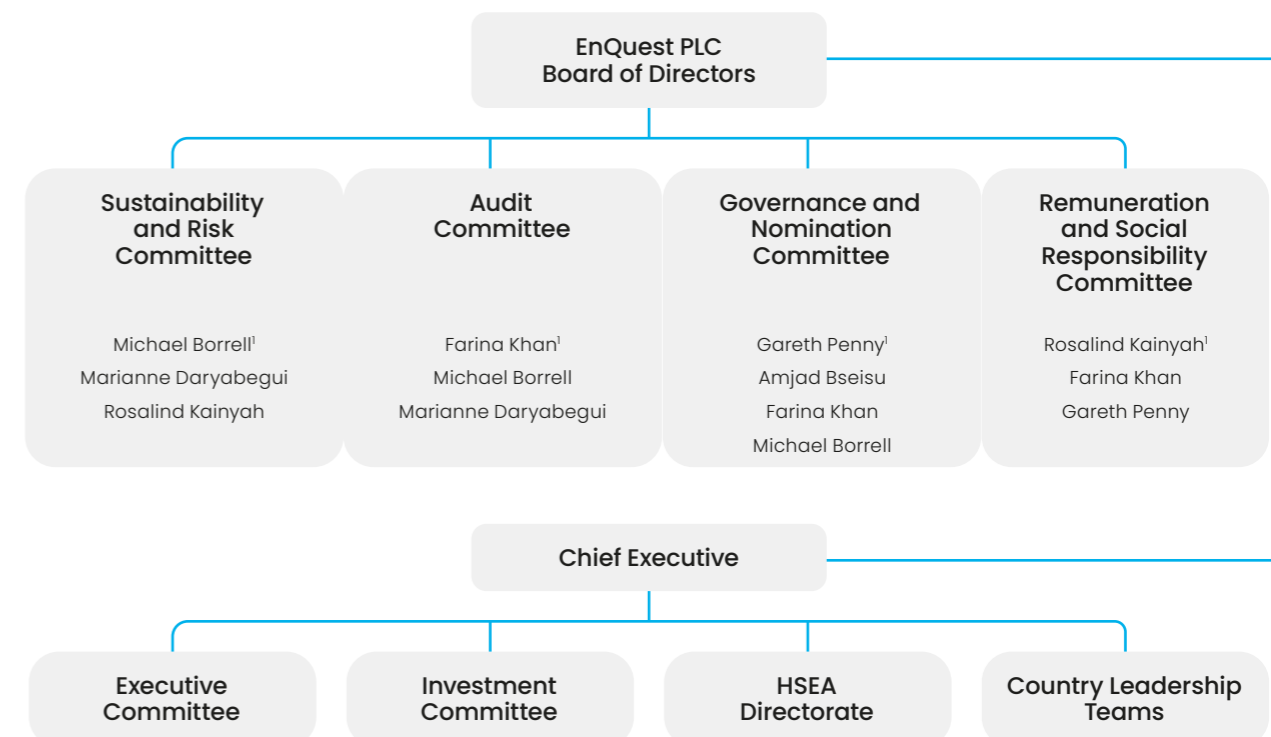 EnQuest PLC
Board of Directors
Sustainability
and Risk
Committee
Michael Borrell¹
Marianne Daryabegui
Rosalind Kainyah
Audit
Committee
Farina Khan¹
Michael Borrell
Marianne Daryabegui
Governance and
Nomination
Committee
Gareth Penny¹
Amjad Bseisu
Farina Khan
Michael Borrell
Remuneration
and Social
Responsibility
Committee
Rosalind Kainyah¹
Farina Khan
Gareth Penny
Chief Executive
Executive
Committee
Investment
Committee
HSEA
Directorate
Country Leadership
Teams